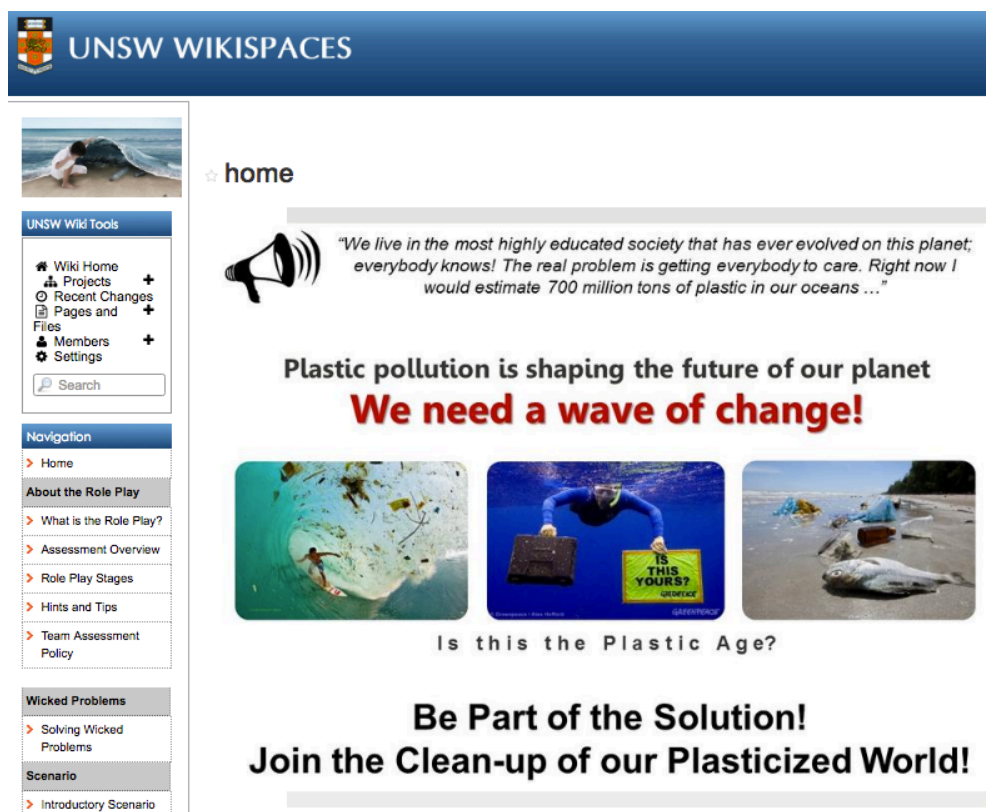 UNSW WIKISPACES
UNSW Wiki Tools
Wiki Home
Projects
Recent Changes
Pages and
Files
Members
Settings
Search
Navigation
Home
About the Role Play
What is the Role Play?
Assessment Overview
Role Play Stages
Hints and Tips
Team Assessment
Policy
Wicked Problems
Solving Wicked
Problems
Scenario
Introductory Scenario
home
“We live in the most highly educated society that has ever evolved on this planet;
everybody knows! The real problem is getting everybody to care. Right now I
would estimate 700 million tons of plastic in our oceans ...”
Plastic pollution is shaping the future of our planet
We need a wave of change!
IS
THIS
YOURS?
GREENPEACE
GREENPEACE
Is this the Plastic Age?
Be Part of the Solution!
Join the Clean-up of our Plasticized World!